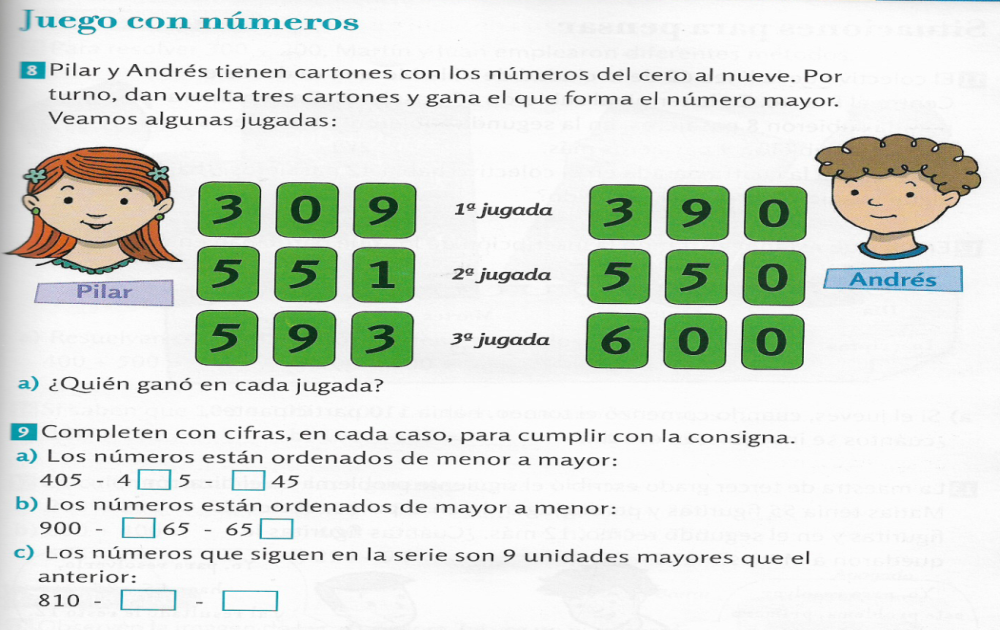 Juego con números
8 Pilar y Andrés tienen cartones con los números del cero al nueve. Por
turno, dan vuelta tres cartones y gana el que forma el número mayor.
Veamos algunas jugadas:
3 0 9 1ª jugada 3 9 0
5 5 1 2ª jugada 5 5 0
Pilar
Andrés
5 9 3 3ª jugada 6 0 0
a) ¿Quién ganó en cada jugada?
9 Completen con cifras, en cada caso, para cumplir con la consigna.
a) Los números están ordenados de menor a mayor:
405 - 4 5 - 45
b) Los números están ordenados de mayor a menor:
900 - 65 - 65
c) Los números que siguen en la serie son 9 unidades mayores que el
anterior:
810 - -